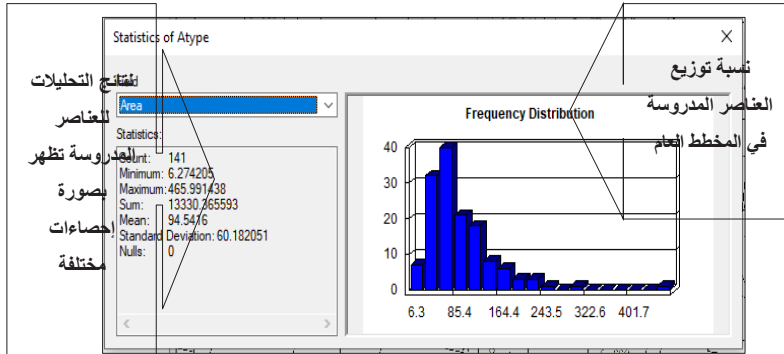 Statistics of Atype
Field
Area
Statistics:
Count: 141
Minimum: 6.274205
Maximum: 465.991438
Sum: 13330.365593
Mean: 94.5416
Standard Deviation: 60.182051
Nulls: 0
Frequency Distribution
40
30
20
10
0
6.3 85.4 164.4 243.5 322.6 401.7
نتائج التحليلات
للعناصر
المدروسة تظهر
بصورة
إحصاءات
مختلفة
نسبة توزيع
العناصر المدروسة
في المخطط العام